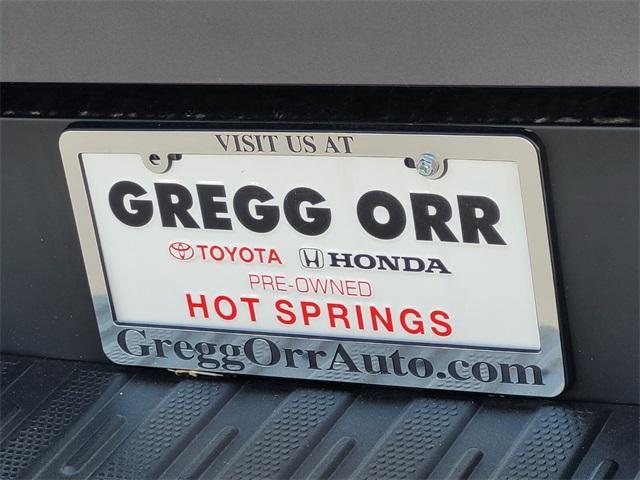 VISIT US AT
GREGG ORR
TOYOTA HONDA
PRE-OWNED
HOT SPRINGS
GreggOrrAuto.com